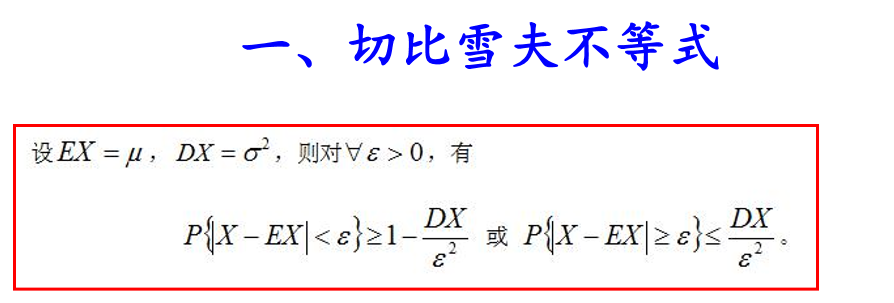 一、切比雪夫不等式
设EX = μ，DX = σ²，则对∀ε > 0，有
P{|X − EX| < ε} ≥ 1 − DX/ε² 或 P{|X − EX| ≥ ε} ≤ DX/ε²。